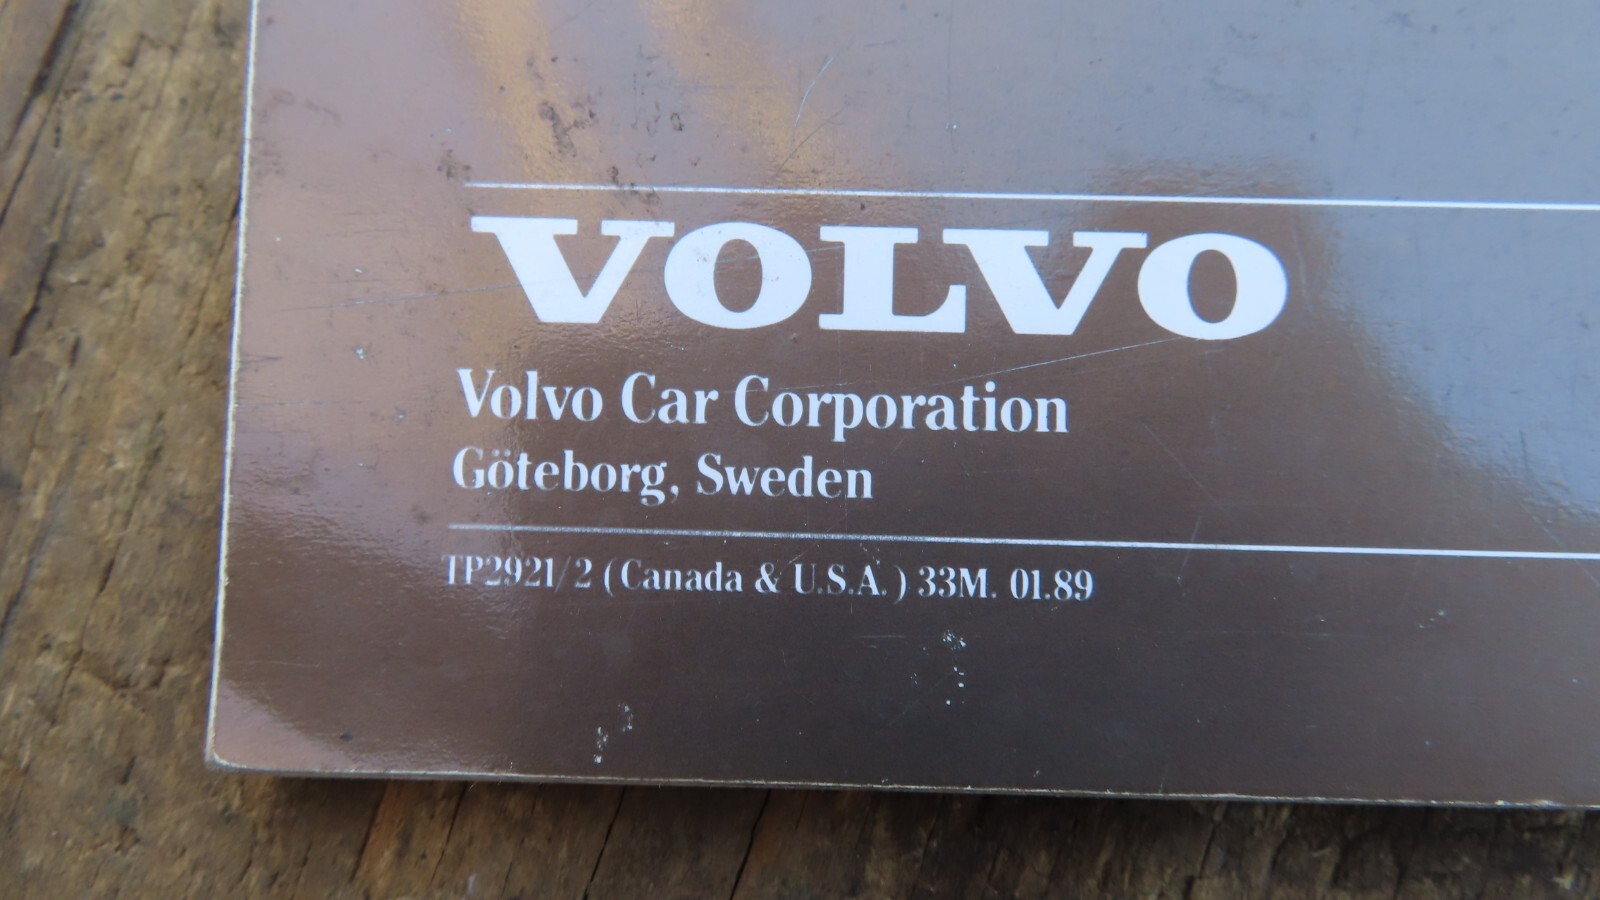 VOLVO
Volvo Car Corporation
Göteborg, Sweden
TP2921/2 (Canada & U.S.A.) 33M. 01.89